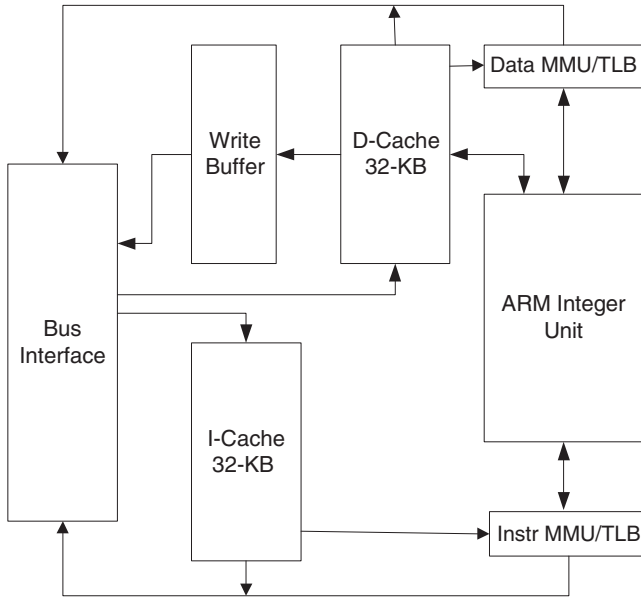 Data MMU/TLB
Write
Buffer
D-Cache
32-KB
ARM Integer
Unit
Bus
Interface
I-Cache
32-KB
Instr MMU/TLB